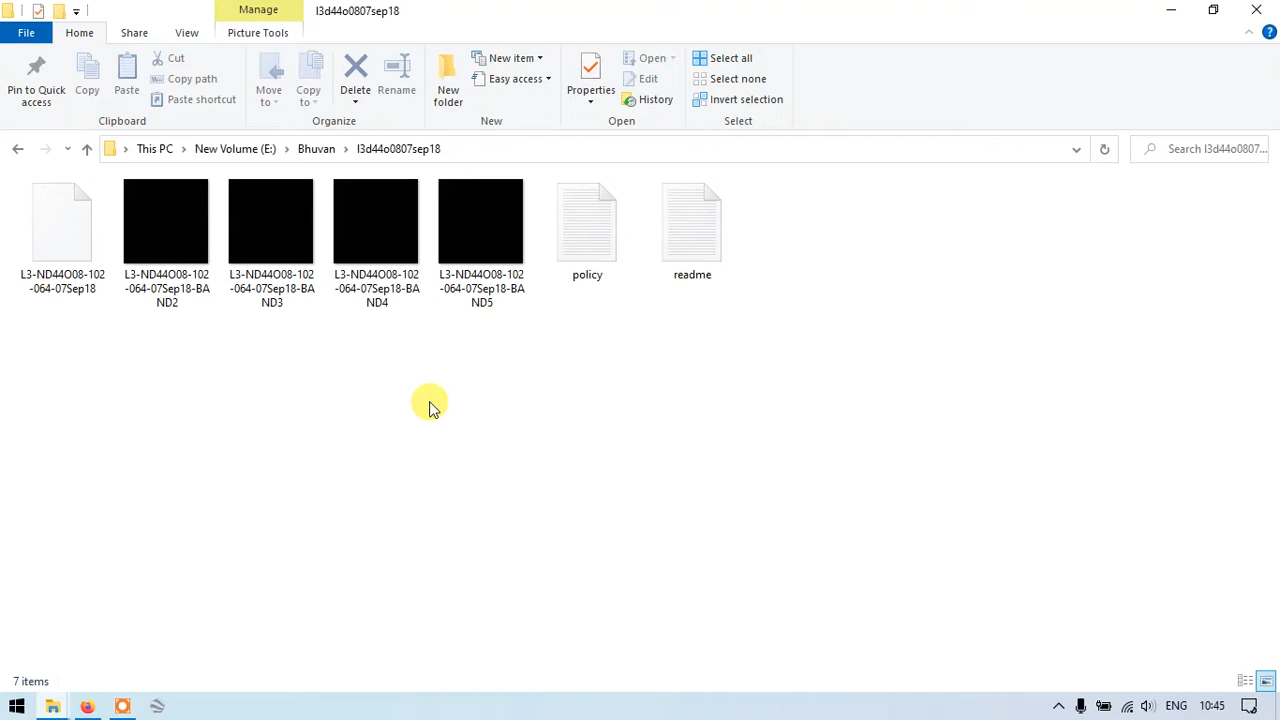 Manage
l3d44o0807sep18
File
Home
Share
View
Picture Tools
Pin to Quick
access
Copy
Paste
Cut
Copy path
Paste shortcut
Clipboard
Move
to
Copy
to
Delete
Rename
Organize
New
folder
New item
Easy access
New
Properties
Open
Edit
History
Open
Select all
Select none
Invert selection
Select
This PC
New Volume (E:)
Bhuvan
l3d44o0807sep18
Search l3d44o0807...
L3-ND44O08-102
-064-07Sep18
L3-ND44O08-102
-064-07Sep18-BA
ND2
L3-ND44O08-102
-064-07Sep18-BA
ND3
L3-ND44O08-102
-064-07Sep18-BA
ND4
L3-ND44O08-102
-064-07Sep18-BA
ND5
policy
readme
7 items
ENG
10:45